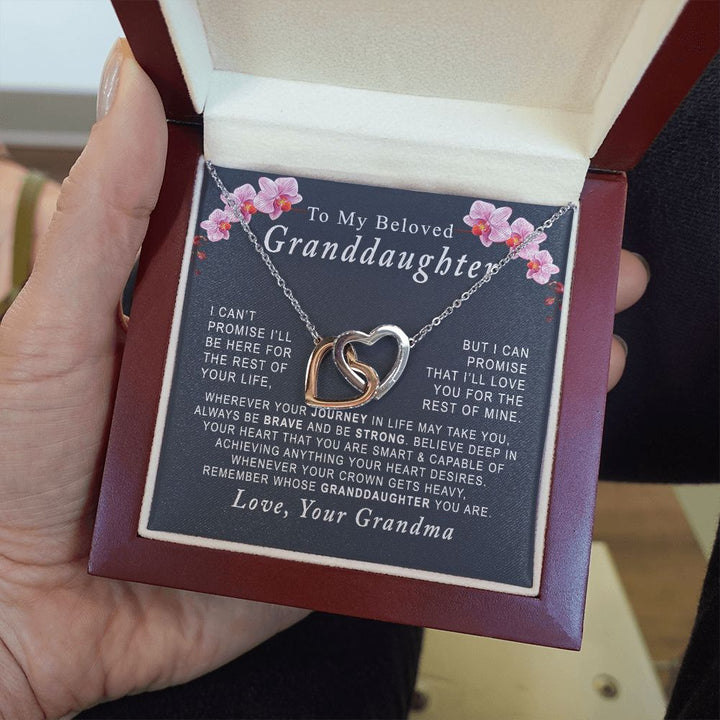 To My Beloved
Granddaughter
I CAN'T
PROMISE I'LL
BE HERE FOR
THE REST OF
YOUR LIFE,
BUT I CAN
PROMISE
THAT I'LL LOVE
YOU FOR THE
REST OF MINE.
WHEREVER YOUR JOURNEY IN LIFE MAY TAKE YOU,
ALWAYS BE BRAVE AND BE STRONG. BELIEVE DEEP IN
YOUR HEART THAT YOU ARE SMART & CAPABLE OF
ACHIEVING ANYTHING YOUR HEART DESIRES.
WHENEVER YOUR CROWN GETS HEAVY,
REMEMBER WHOSE GRANDDAUGHTER YOU ARE.
Love, Your Grandma